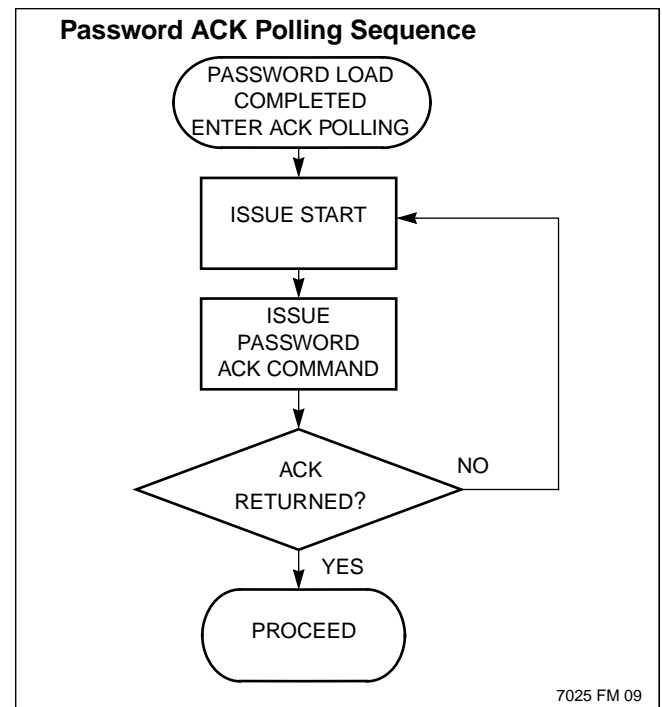 Password ACK Polling Sequence
PASSWORD LOAD
COMPLETED
ENTER ACK POLLING
ISSUE START
ISSUE
PASSWORD
ACK COMMAND
ACK
RETURNED?
NO
YES
PROCEED
7025 FM 09